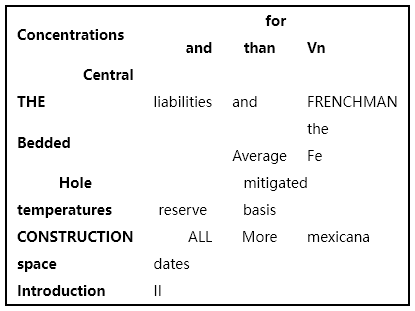 for
Concentrations
and than Vn
Central
THE liabilities and FRENCHMAN
the
Bedded
Average Fe
Hole mitigated
temperatures reserve basis
CONSTRUCTION ALL More mexicana
space dates
Introduction II